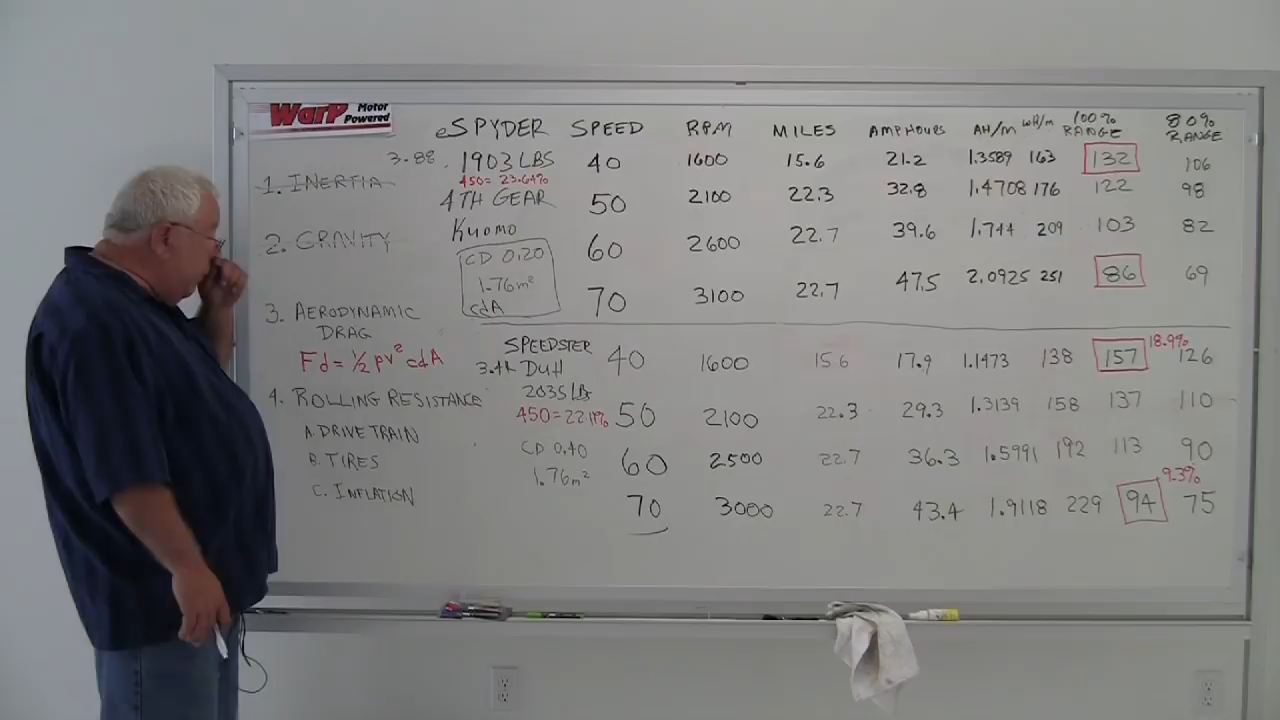 WarP Motor Powered
eSPYDER SPEED RPM MILES AMPHOURS AH/M WH/M 100% RANGE 80% RANGE
3.88 1903 LBS 40 1600 15.6 21.2 1.3589 163 132 106
450= 23.64%
1. INERTIA
4TH GEAR 50 2100 22.3 32.8 1.4708 176 122 98
Kuomo
2. GRAVITY
60 2600 22.7 39.6 1.744 209 103 82
CD 0.20
1.76m²
cdA
70 3100 22.7 47.5 2.0925 251 86 69
3. AERODYNAMIC
DRAG
Fd = 1/2 pv² cdA
SPEEDSTER 40 1600 15.6 17.9 1.1473 138 157 18.9% 126
4. ROLLING RESISTANCE
2035 LBS
450=22.11% 50 2100 22.3 29.3 1.3139 158 137 110
A. DRIVE TRAIN
CD 0.40
B. TIRES
60 2500 22.7 36.3 1.5991 192 113 90
1.76m²
C. INFLATION
70 3000 22.7 43.4 1.9118 229 94 9.3% 75